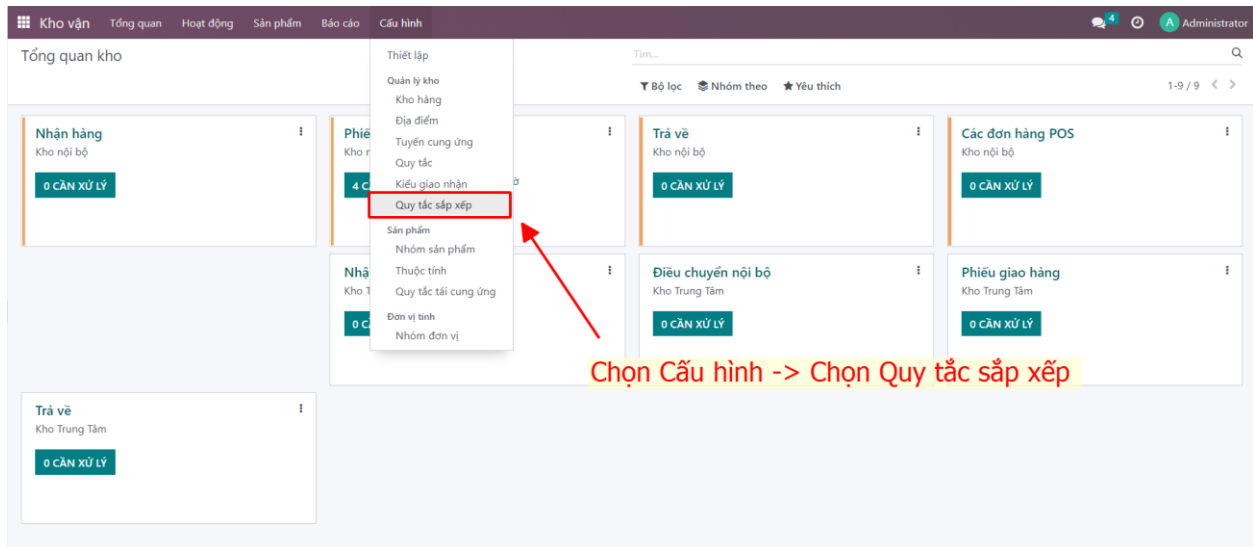 Kho vận Tổng quan Hoạt động Sản phẩm Báo cáo Cấu hình 4 A Administrator
Tổng quan kho
Tìm...
Bộ lọc Nhóm theo Yêu thích 1-9 / 9
Thiết lập
Quản lý kho
Kho hàng
Địa điểm
Tuyến cung ứng
Quy tắc
Kiểu giao nhận
Quy tắc sắp xếp
Sản phẩm
Nhóm sản phẩm
Thuộc tính
Quy tắc tái cung ứng
Đơn vị tính
Nhóm đơn vị
Nhận hàng
Kho nội bộ
0 CẦN XỬ LÝ
Trả về
Kho nội bộ
0 CẦN XỬ LÝ
Các đơn hàng POS
Kho nội bộ
0 CẦN XỬ LÝ
Điều chuyển nội bộ
Kho Trung Tâm
0 CẦN XỬ LÝ
Phiếu giao hàng
Kho Trung Tâm
0 CẦN XỬ LÝ
Chọn Cấu hình -> Chọn Quy tắc sắp xếp
Trả về
Kho Trung Tâm
0 CẦN XỬ LÝ